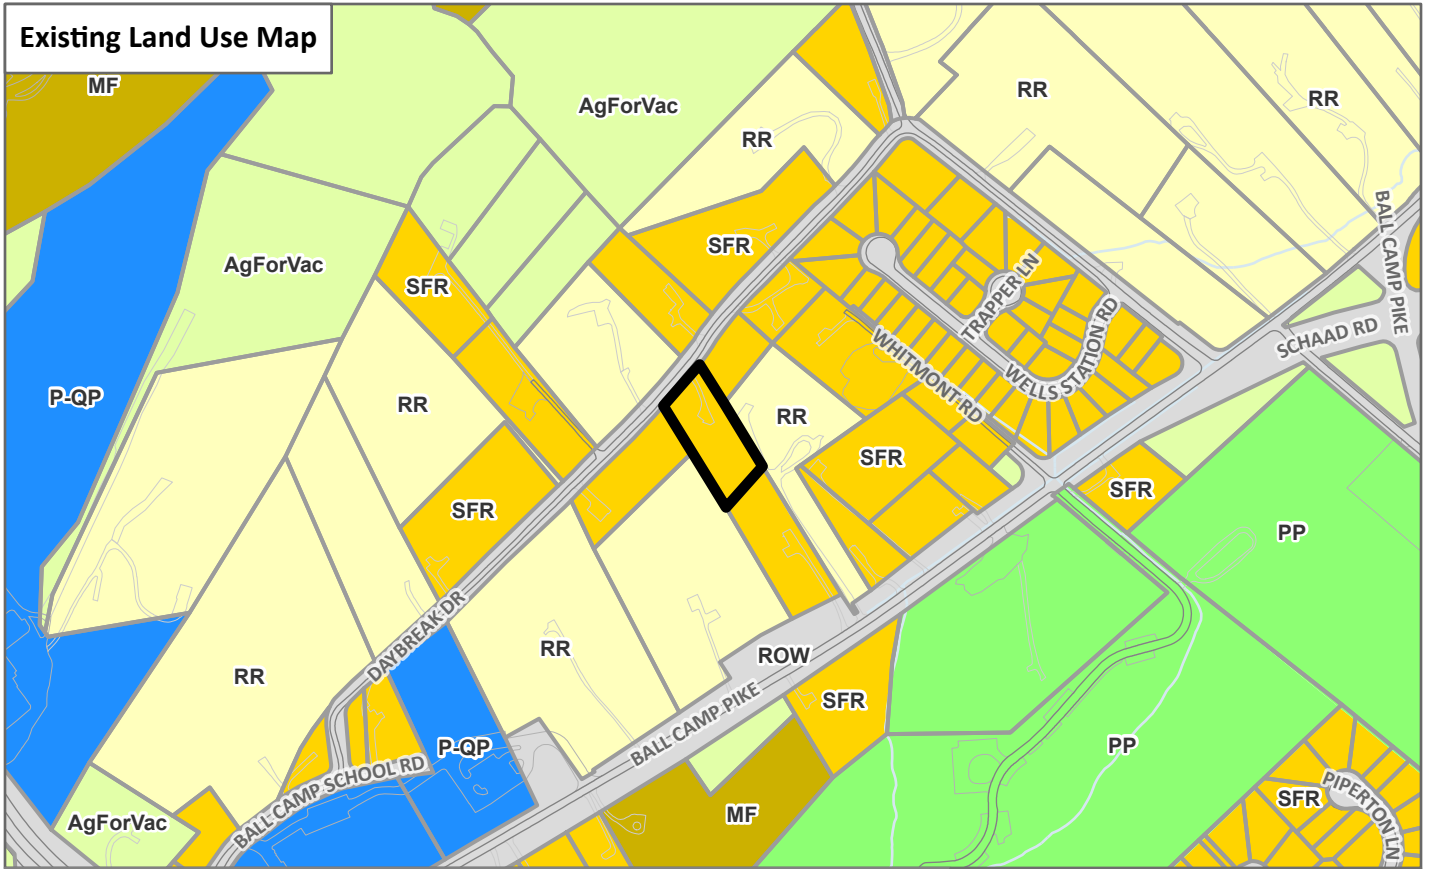 Existing Land Use Map
MF
AgForVac
RR
RR
RR
BALL CAMP PIKE
SFR
AgForVac
SFR
TRAPPER LN
SCHAAD RD
WHITMONT RD
WELLS STATION RD
P-QP
RR
RR
SFR
SFR
SFR
PP
DAYBREAK DR
RR
ROW
RR
SFR
BALL CAMP PIKE
P-QP
PP
BALL CAMP SCHOOL RD
AgForVac
MF
SFR
PIPERTON LN